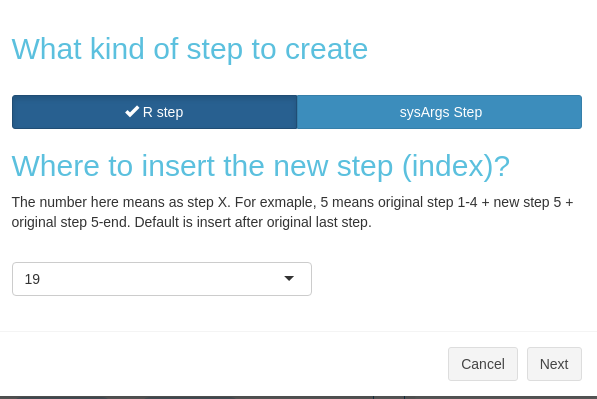 What kind of step to create
R step
sysArgs Step
Where to insert the new step (index)?
The number here means as step X. For exmaple, 5 means original step 1-4 + new step 5 +
original step 5-end. Default is insert after original last step.
19
Cancel
Next